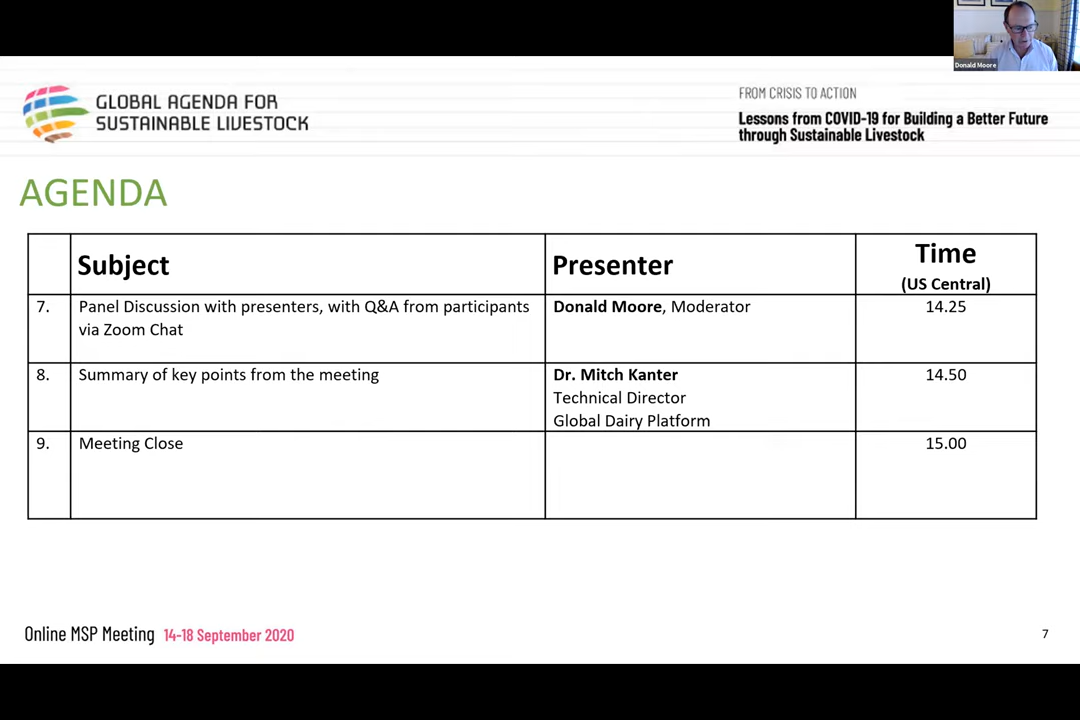 Donald Moore
GLOBAL AGENDA FOR
SUSTAINABLE LIVESTOCK
FROM CRISIS TO ACTION
Lessons from COVID-19 for Building a Better Future
through Sustainable Livestock
AGENDA
Subject
Presenter
Time
(US Central)
7.
Panel Discussion with presenters, with Q&A from participants
via Zoom Chat
Donald Moore, Moderator
14.25
8.
Summary of key points from the meeting
Dr. Mitch Kanter
Technical Director
Global Dairy Platform
14.50
9.
Meeting Close
15.00
Online MSP Meeting 14-18 September 2020
7